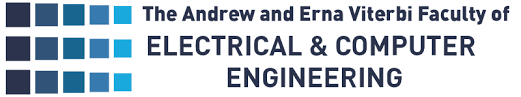 The Andrew and Erna Viterbi Faculty of
ELECTRICAL & COMPUTER
ENGINEERING